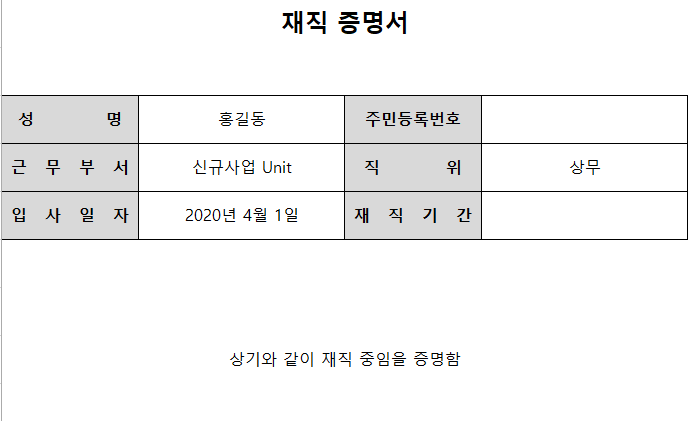 재직 증명서
성 명 홍길동 주민등록번호
근 무 부 서 신규사업 Unit 직 위 상무
입 사 일 자 2020년 4월 1일 재 직 기 간
상기와 같이 재직 중임을 증명함